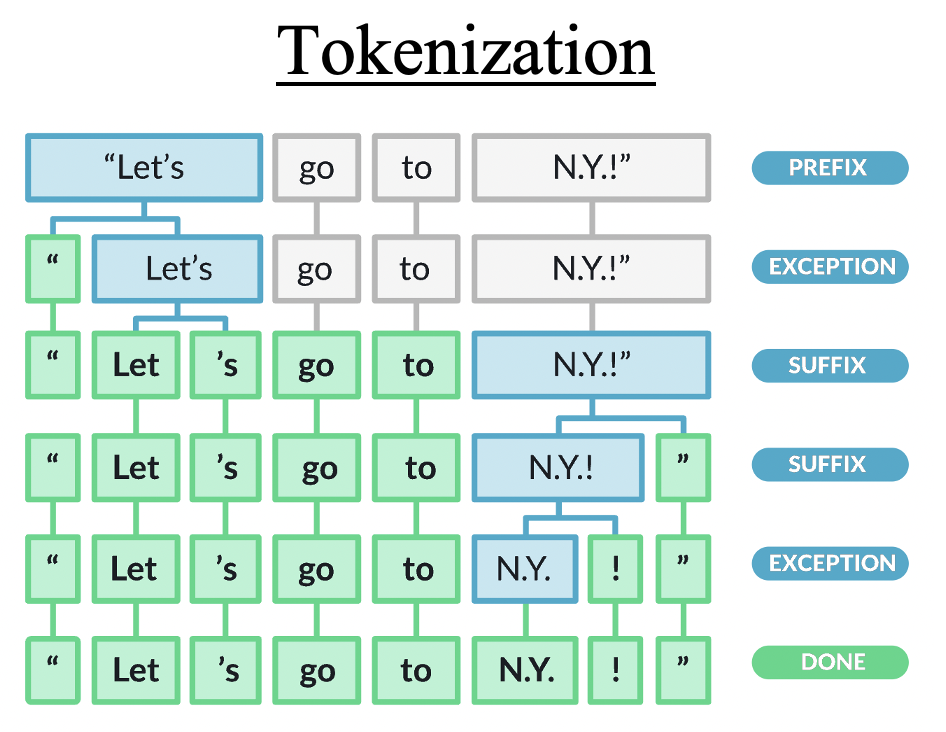 Tokenization
“Let’s go to N.Y.!” PREFIX
“ Let’s go to N.Y.!” EXCEPTION
“ Let ’s go to N.Y.!” SUFFIX
“ Let ’s go to N.Y.! ” SUFFIX
“ Let ’s go to N.Y. ! ” EXCEPTION
“ Let ’s go to N.Y. ! ” DONE